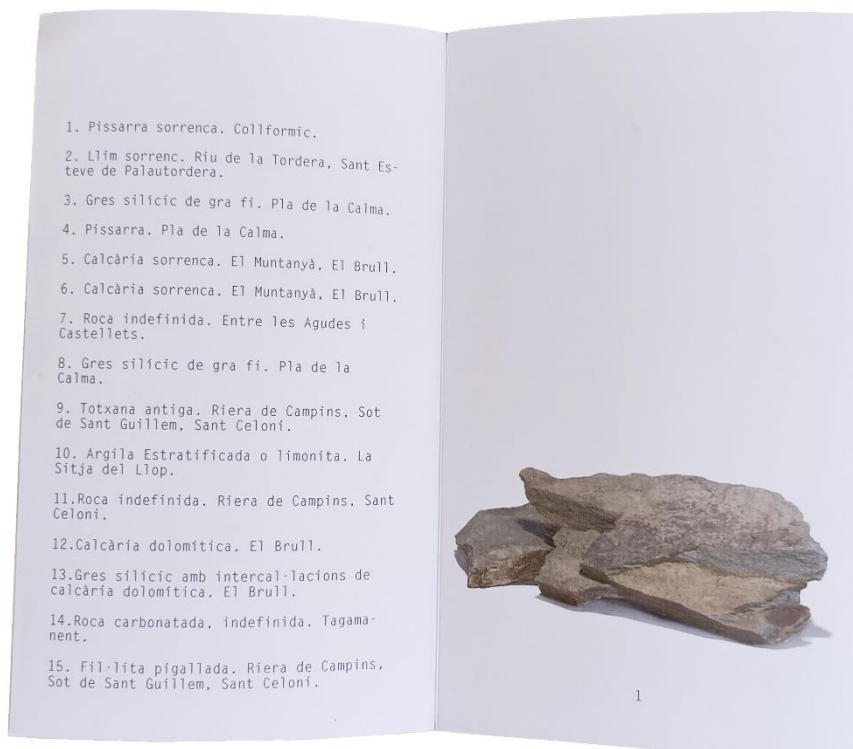 1. Pissarra sorrenca. Collformic.
2. Llim sorrenc. Riu de la Tordera, Sant Es-
teve de Palautordera.
3. Gres silícic de gra fi. Pla de la Calma.
4. Pissarra. Pla de la Calma.
5. Calcària sorrenca. El Muntanyà, El Brull.
6. Calcària sorrenca. El Muntanyà, El Brull.
7. Roca indefinida. Entre les Agudes i
Castellets.
8. Gres silícic de gra fi. Pla de la
Calma.
9. Totxana antiga. Riera de Campins, Sot
de Sant Guillem, Sant Celoni.
10. Argila Estratificada o limonita. La
Sitja del Llop.
11.Roca indefinida. Riera de Campins, Sant
Celoni.
12.Calcària dolomítica. El Brull.
13.Gres silícic amb intercal·lacions de
calcària dolomítica. El Brull.
14.Roca carbonatada, indefinida. Tagama-
nent.
15. Fil·lita pigallada. Riera de Campins,
Sot de Sant Guillem, Sant Celoni.
1